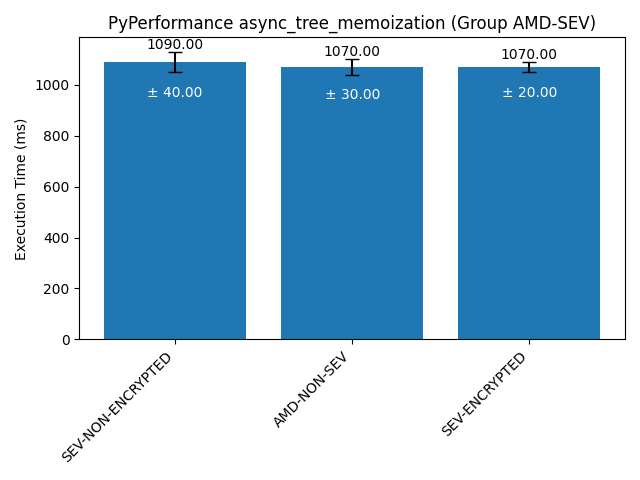 PyPerformance async_tree_memoization (Group AMD-SEV)
1090.00
1070.00
1070.00
± 40.00
± 30.00
± 20.00
Execution Time (ms)
1000
800
600
400
200
0
SEV-NON-ENCRYPTED
AMD-NON-SEV
SEV-ENCRYPTED